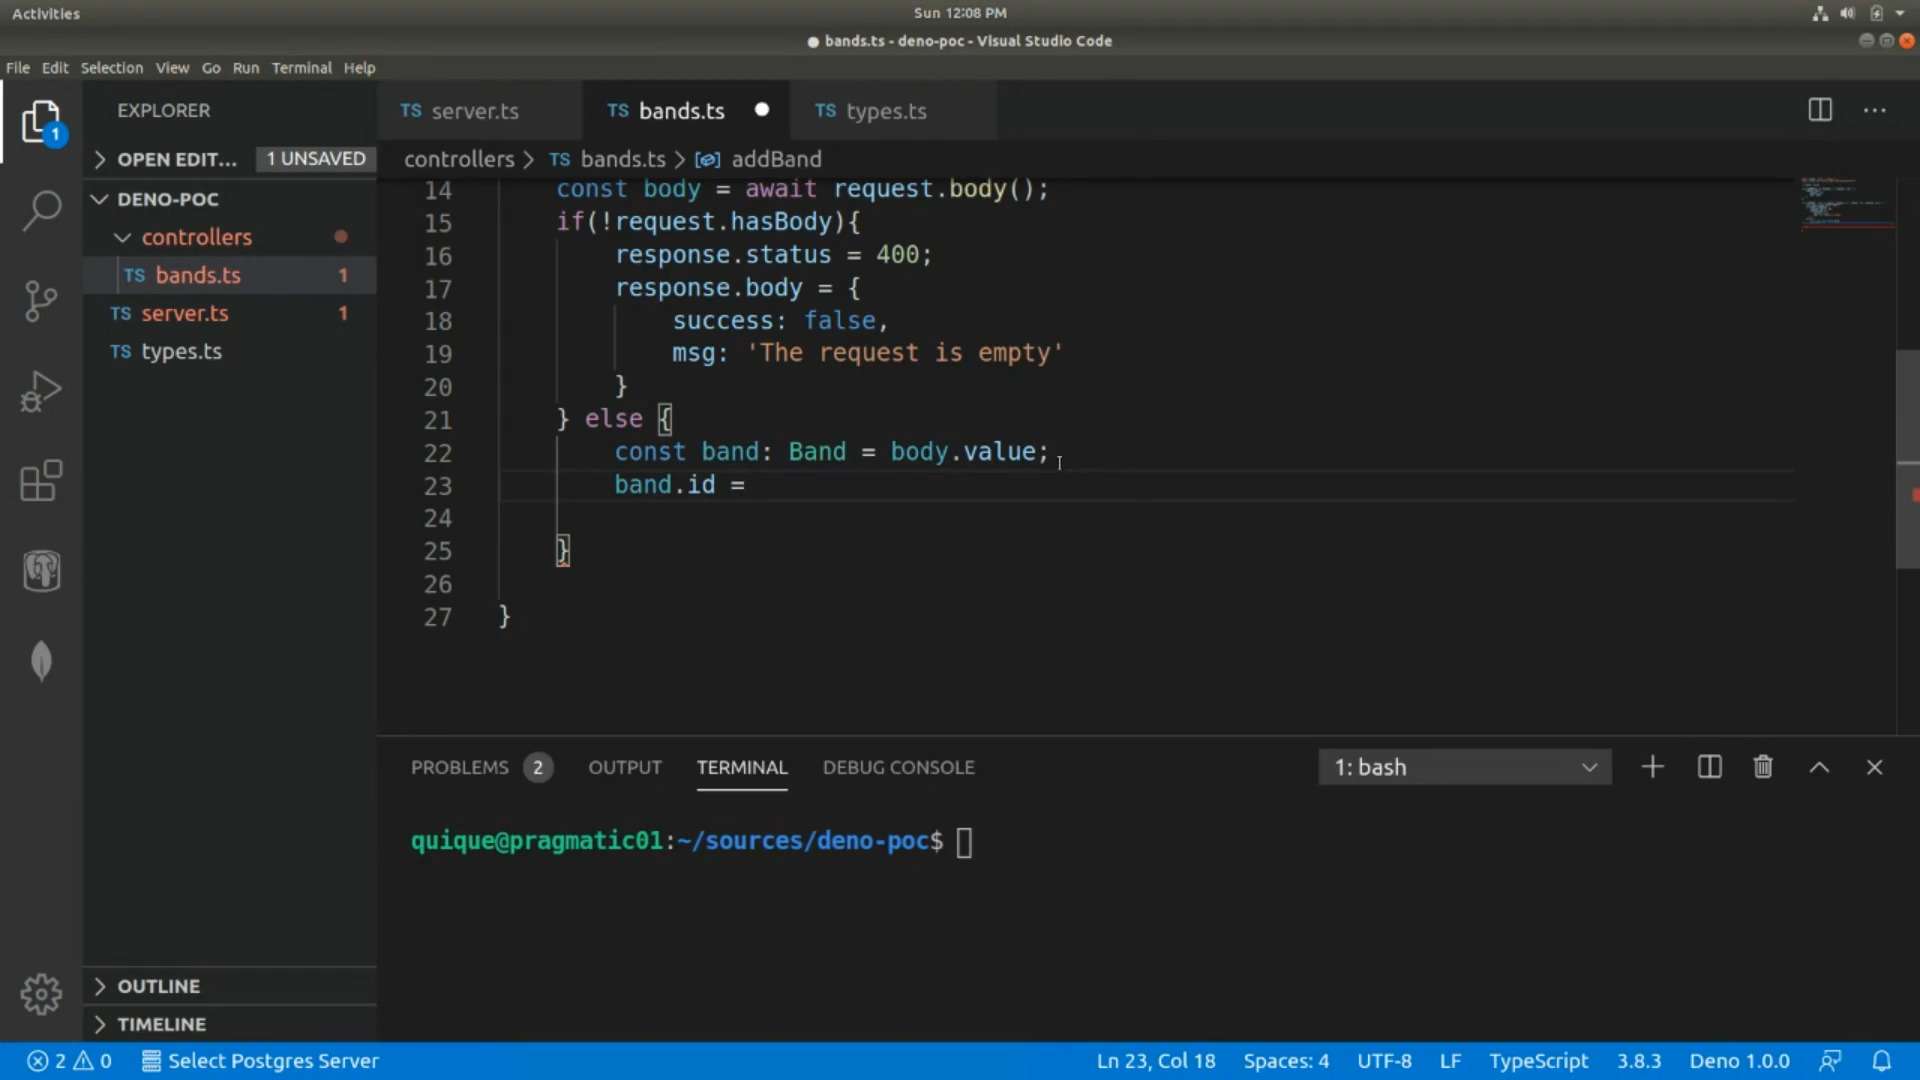 Activities
Sun 12:08 PM
● bands.ts - deno-poc - Visual Studio Code
File Edit Selection View Go Run Terminal Help
1
EXPLORER
OPEN EDIT... 1 UNSAVED
DENO-POC
controllers
TS bands.ts 1
TS server.ts 1
TS types.ts
OUTLINE
TIMELINE
TS server.ts
TS bands.ts
TS types.ts
controllers > TS bands.ts > addBand
14 const body = await request.body();
15 if(!request.hasBody){
16 response.status = 400;
17 response.body = {
18 success: false,
19 msg: 'The request is empty'
20 }
21 } else {
22 const band: Band = body.value;
23 band.id =
24
25 }
26
27 }
PROBLEMS 2 OUTPUT TERMINAL DEBUG CONSOLE
1: bash
quique@pragmatic01:~/sources/deno-poc$
2 0 Select Postgres Server
Ln 23, Col 18 Spaces: 4 UTF-8 LF TypeScript 3.8.3 Deno 1.0.0